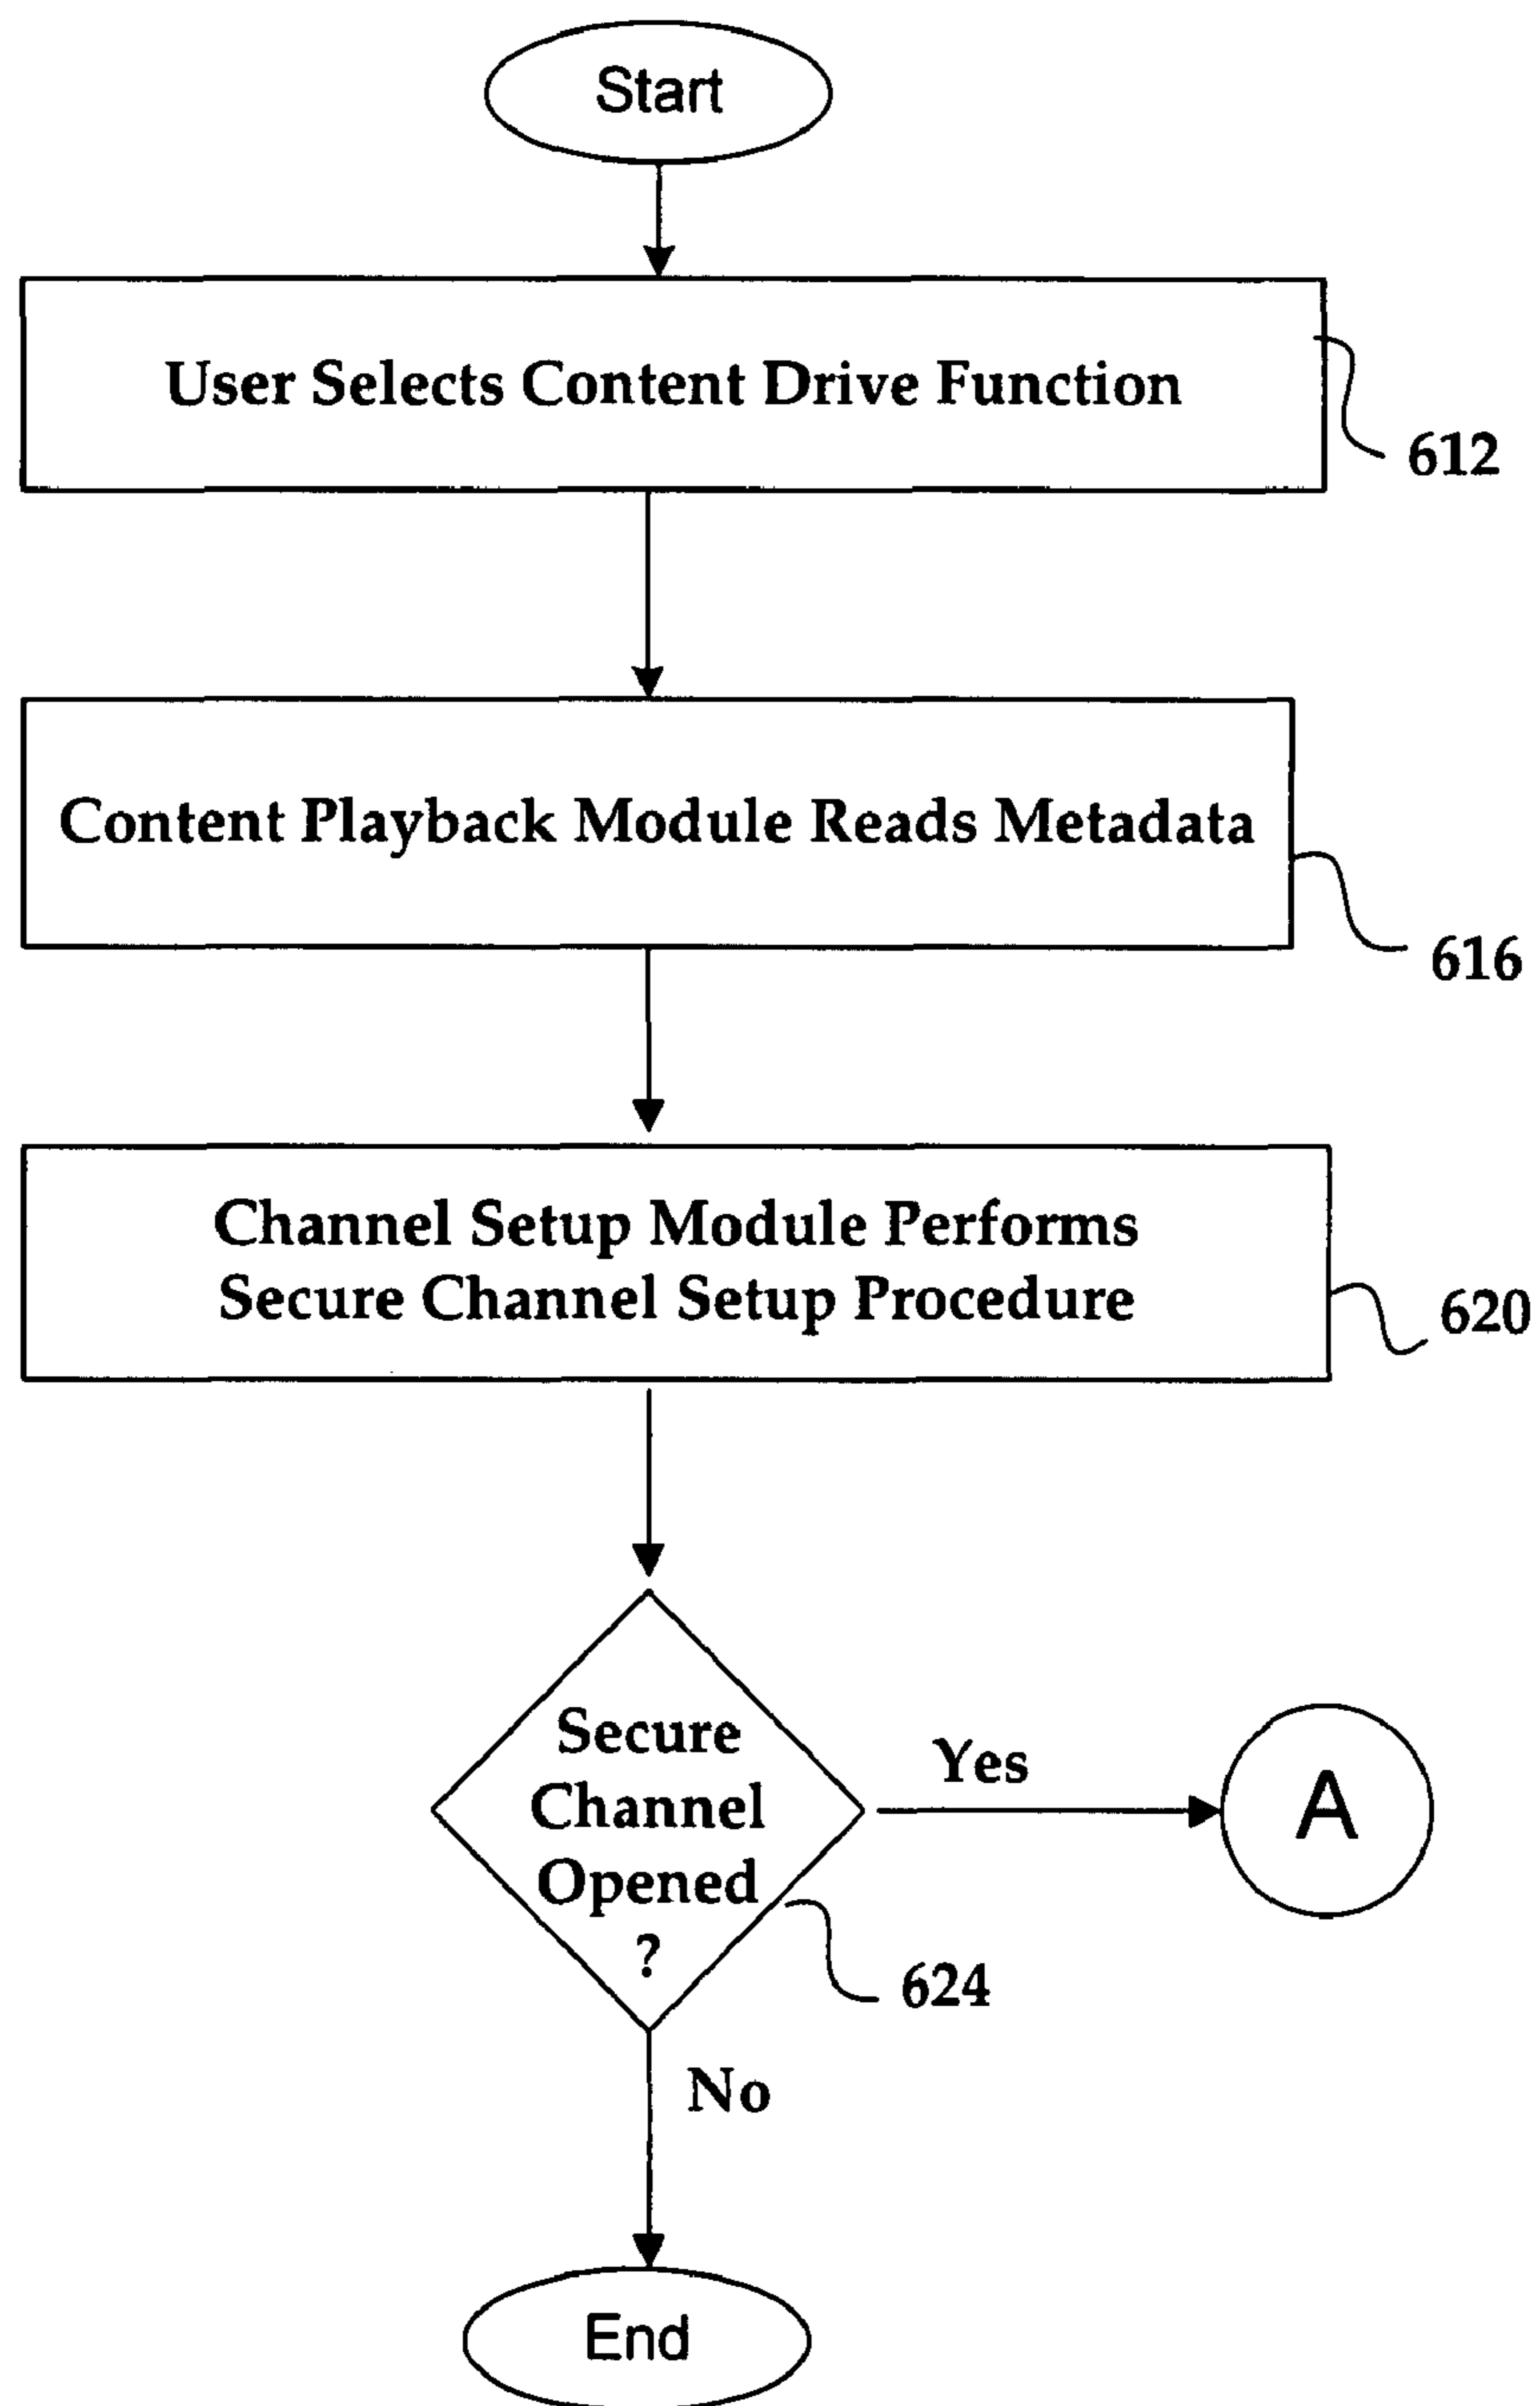 Start
User Selects Content Drive Function
612
Content Playback Module Reads Metadata
616
Channel Setup Module Performs
Secure Channel Setup Procedure
620
Secure
Channel
Opened
?
Yes
A
624
No
End